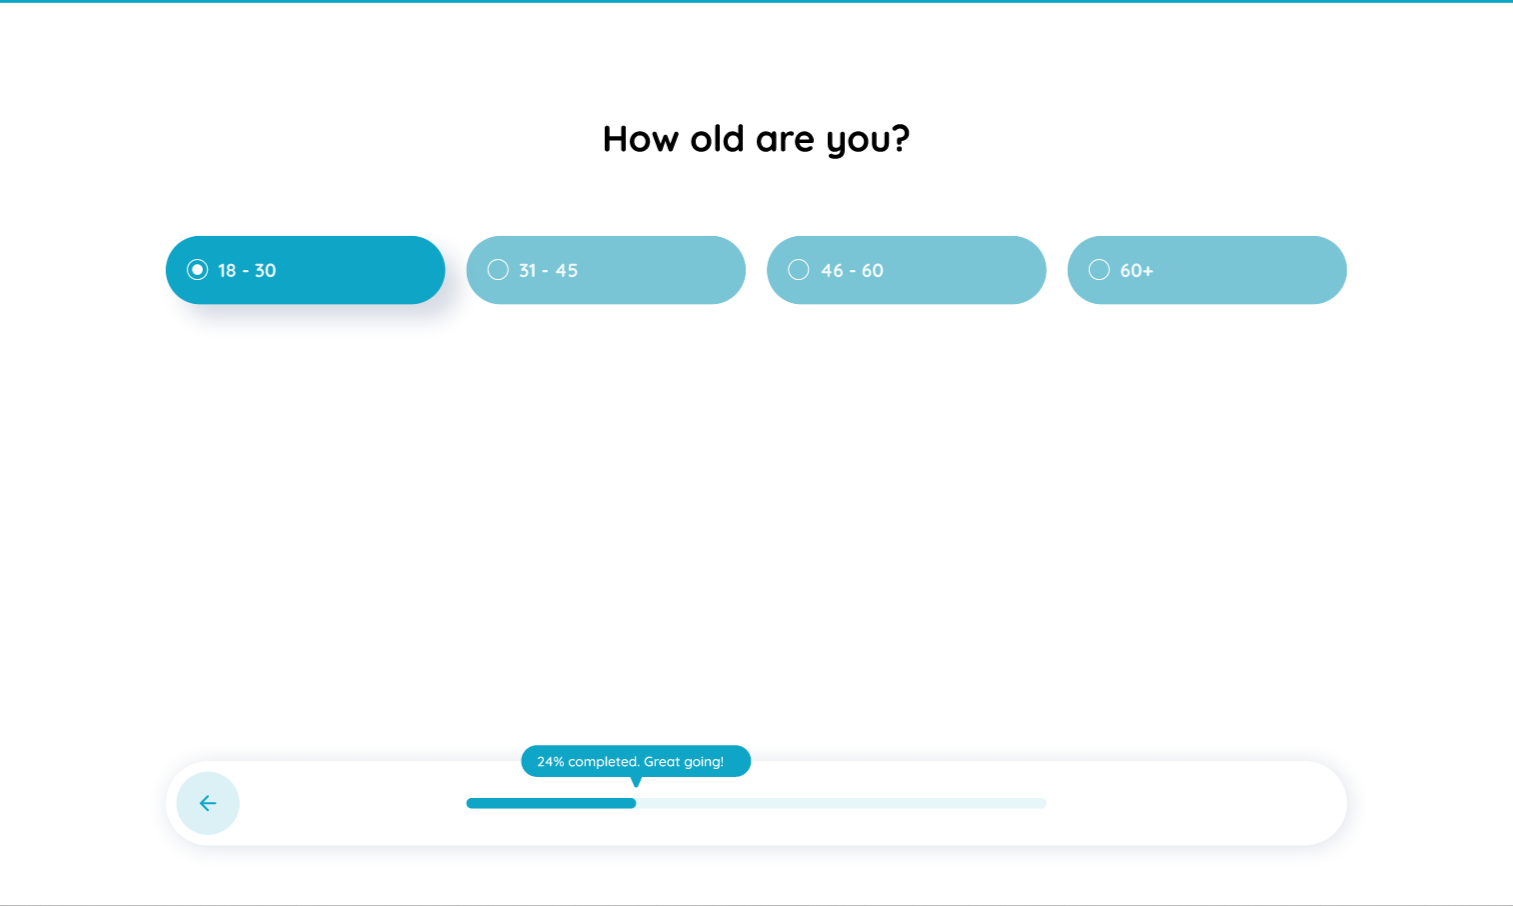 How old are you?
18 - 30
31 - 45
46 - 60
60+
24% completed. Great going!